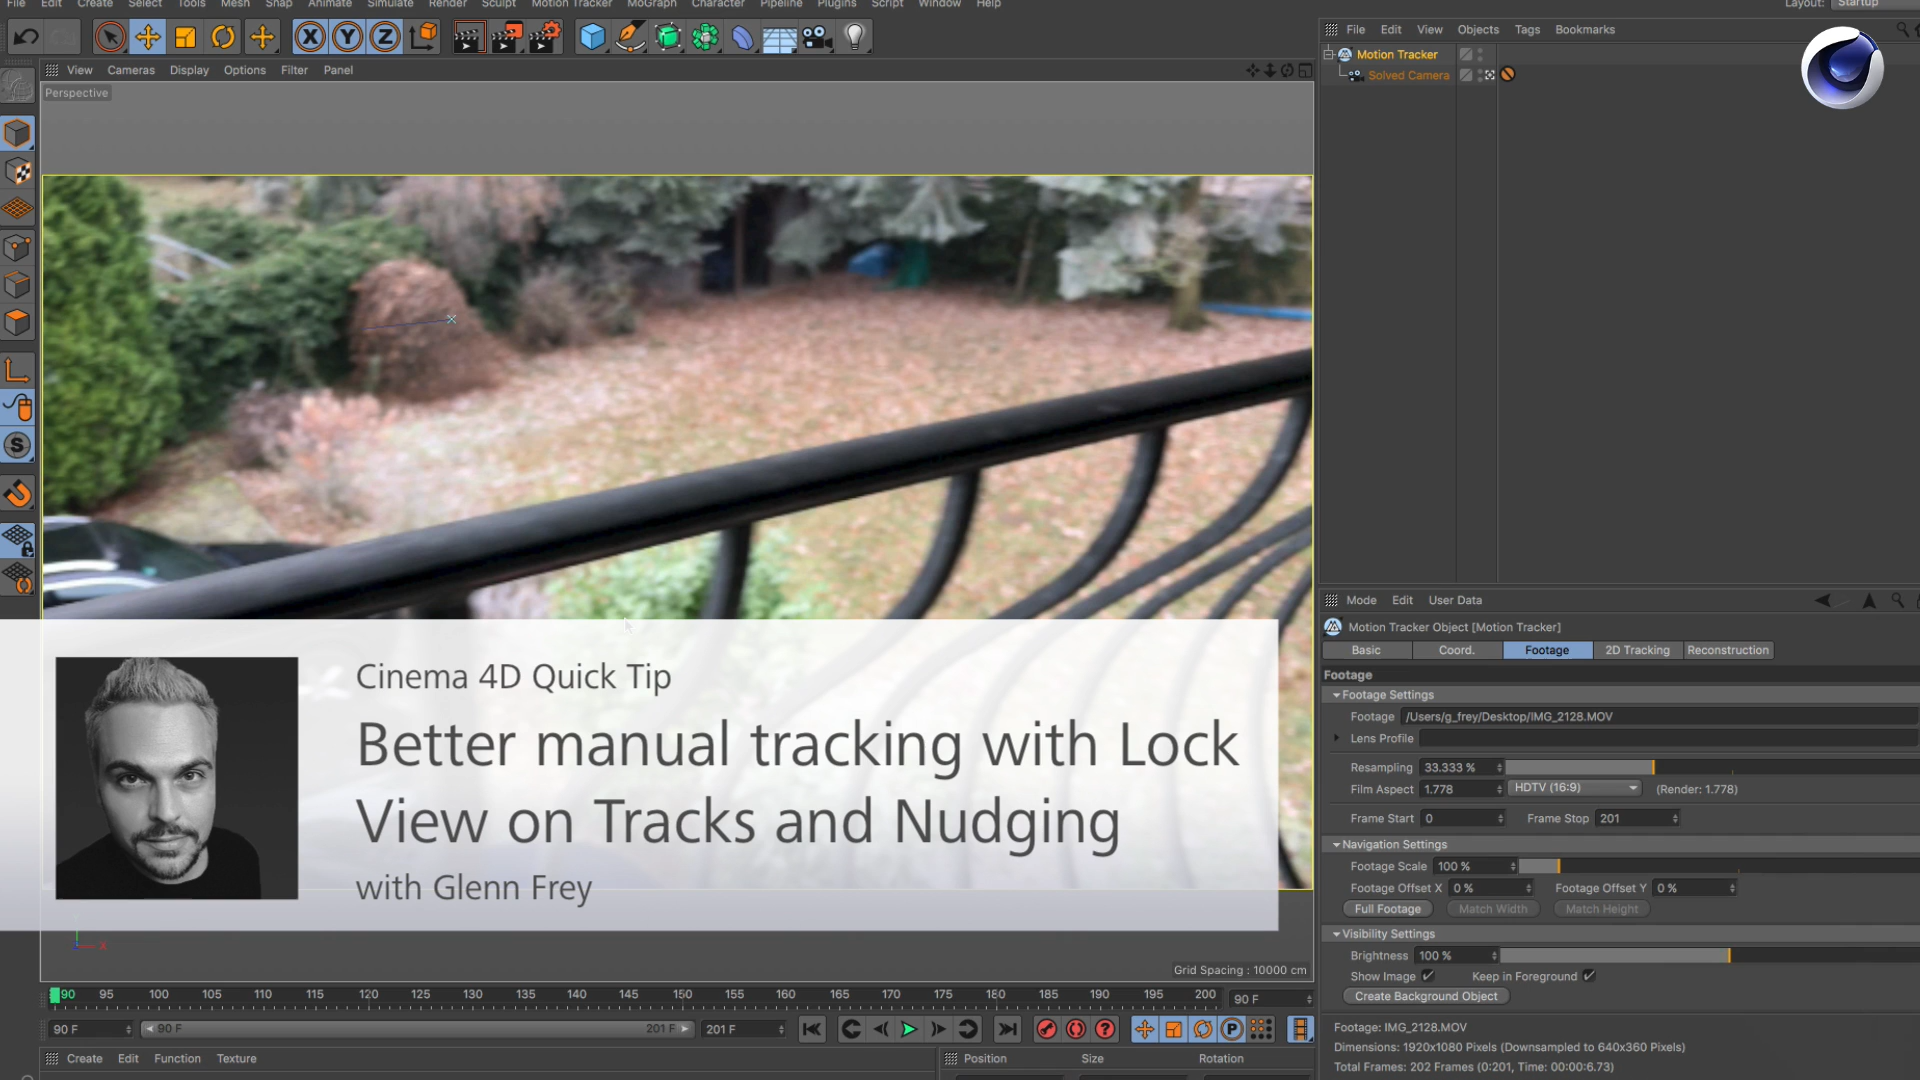 File Edit Create Select Tools Mesh Snap Animate Simulate Render Sculpt Motion Tracker MoGraph Character Pipeline Plugins Script Window Help Layout: Startup
X Y Z
View Cameras Display Options Filter Panel
Perspective
File Edit View Objects Tags Bookmarks
Motion Tracker
Solved Camera
Cinema 4D Quick Tip
Better manual tracking with Lock
View on Tracks and Nudging
with Glenn Frey
X
Grid Spacing : 10000 cm
90 95 100 105 110 115 120 125 130 135 140 145 150 155 160 165 170 175 180 185 190 195 200 90 F
90 F 90 F 201 F 201 F
Create Edit Function Texture
Position Size Rotation
Mode Edit User Data
Motion Tracker Object [Motion Tracker]
Basic Coord. Footage 2D Tracking Reconstruction
Footage
Footage Settings
Footage /Users/g_frey/Desktop/IMG_2128.MOV
Lens Profile
Resampling 33.333 %
Film Aspect 1.778 HDTV (16:9) (Render: 1.778)
Frame Start 0 Frame Stop 201
Navigation Settings
Footage Scale 100 %
Footage Offset X 0 % Footage Offset Y 0 %
Full Footage Match Width Match Height
Visibility Settings
Brightness 100 %
Show Image Keep in Foreground
Create Background Object
Footage: IMG_2128.MOV
Dimensions: 1920x1080 Pixels (Downsampled to 640x360 Pixels)
Total Frames: 202 Frames (0:201, Time: 00:00:6.73)